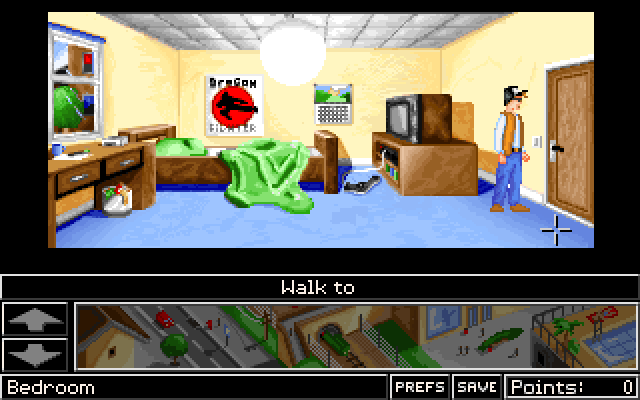 DRAGON
FIGHTER
Walk to
Bedroom
PREFS
SAVE
Points: 0